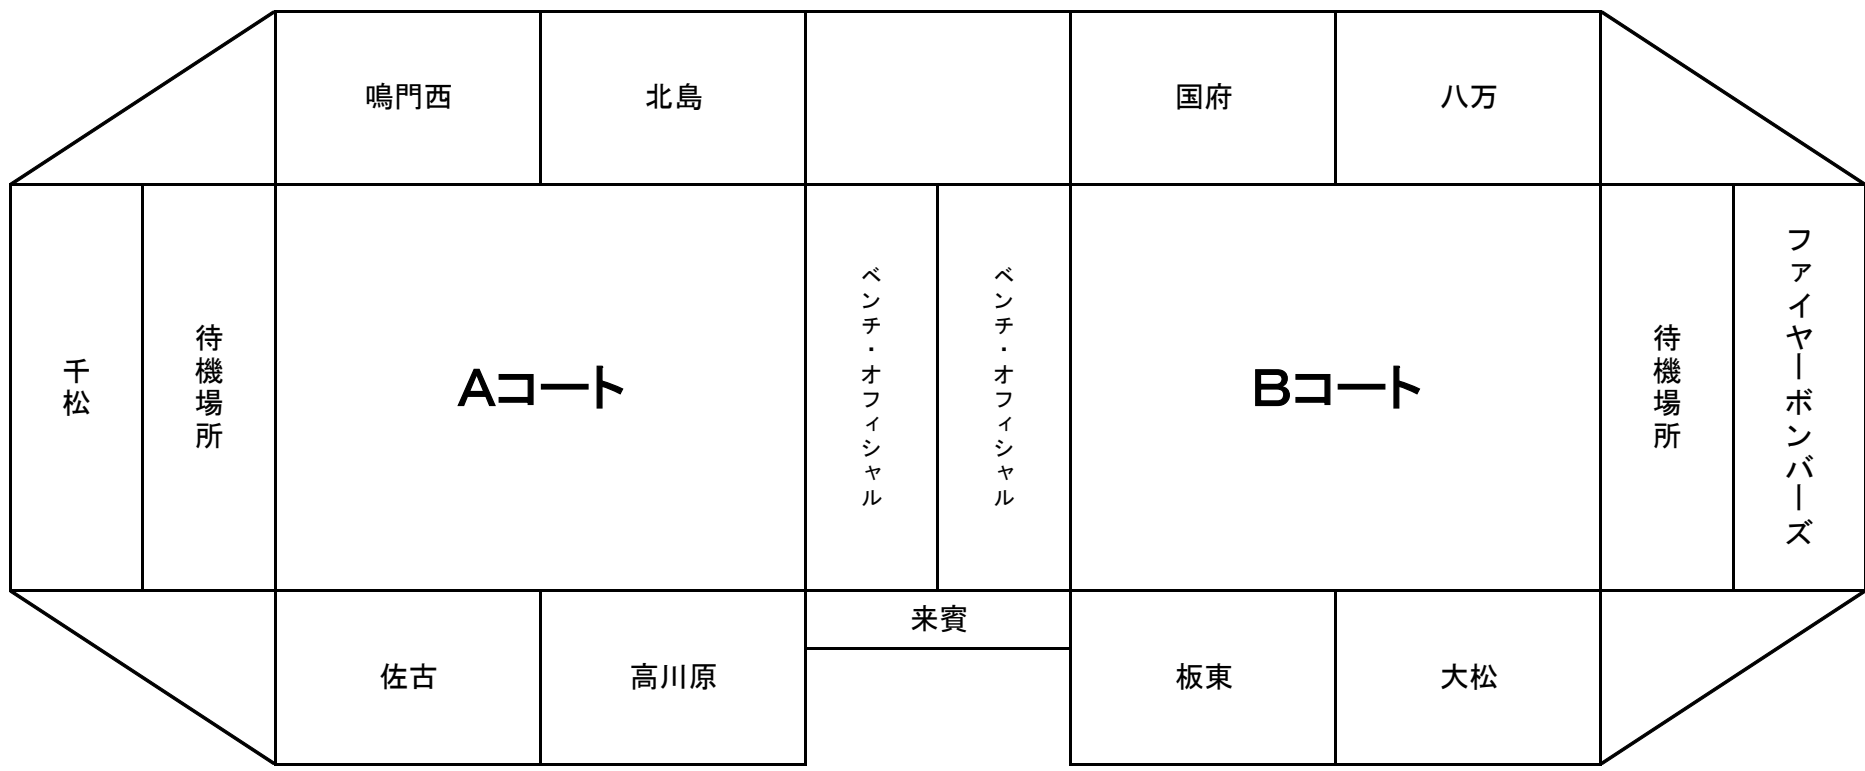 鳴門西
北島
国府
八万
千松
待機場所
Aコート
ベンチ・オフィシャル
ベンチ・オフィシャル
Bコート
待機場所
ファイヤーボンバーズ
来賓
佐古
高川原
板東
大松